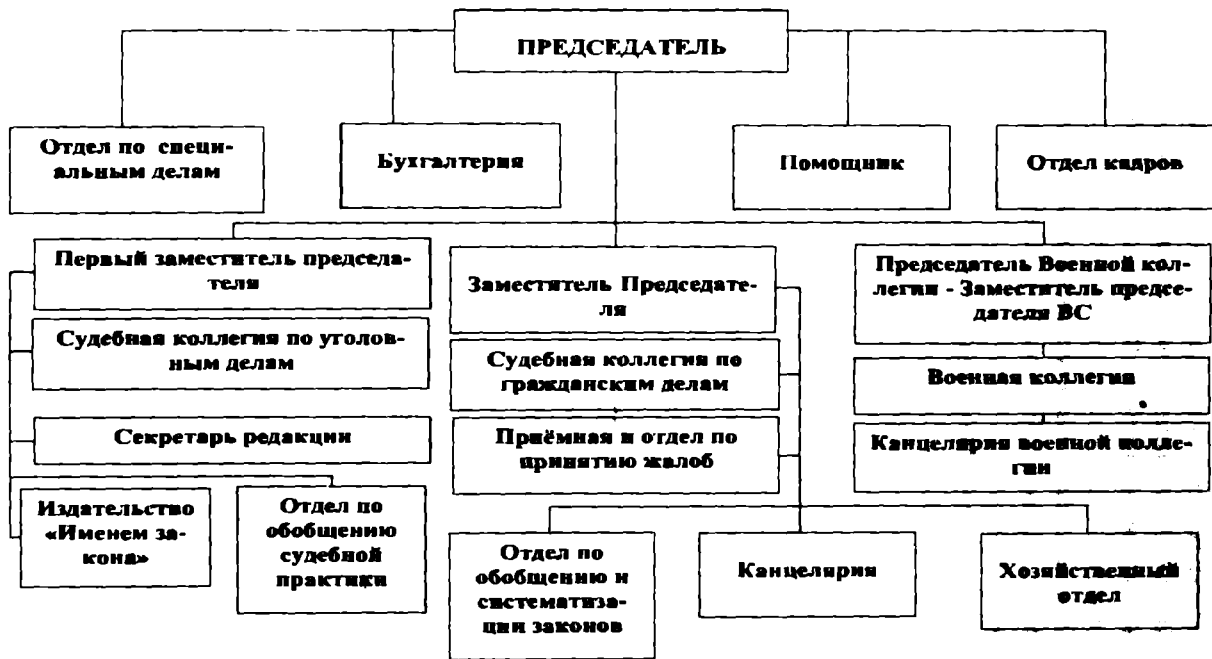 ПРЕДСЕДАТЕЛЬ
Отдел по специ-
альным делам
Бухгалтерия
Помощник
Отдел кадров
Первый заместитель председа-
теля
Судебная коллегия по уголов-
ным делам
Секретарь редакции
Издательство
«Именем за-
кона»
Отдел по
обобщению
судебной
практики
Заместитель Председате-
ля
Судебная коллегия по
гражданским делам
Приёмная и отдел по
принятию жалоб
Отдел по
обобщению и
систематиза-
ции законов
Канцелярия
Хозяйственный
отдел
Председатель Военной кол-
легии - Заместитель предсе-
дателя ВС
Военная коллегия
Канцелярия военной колле-
гии